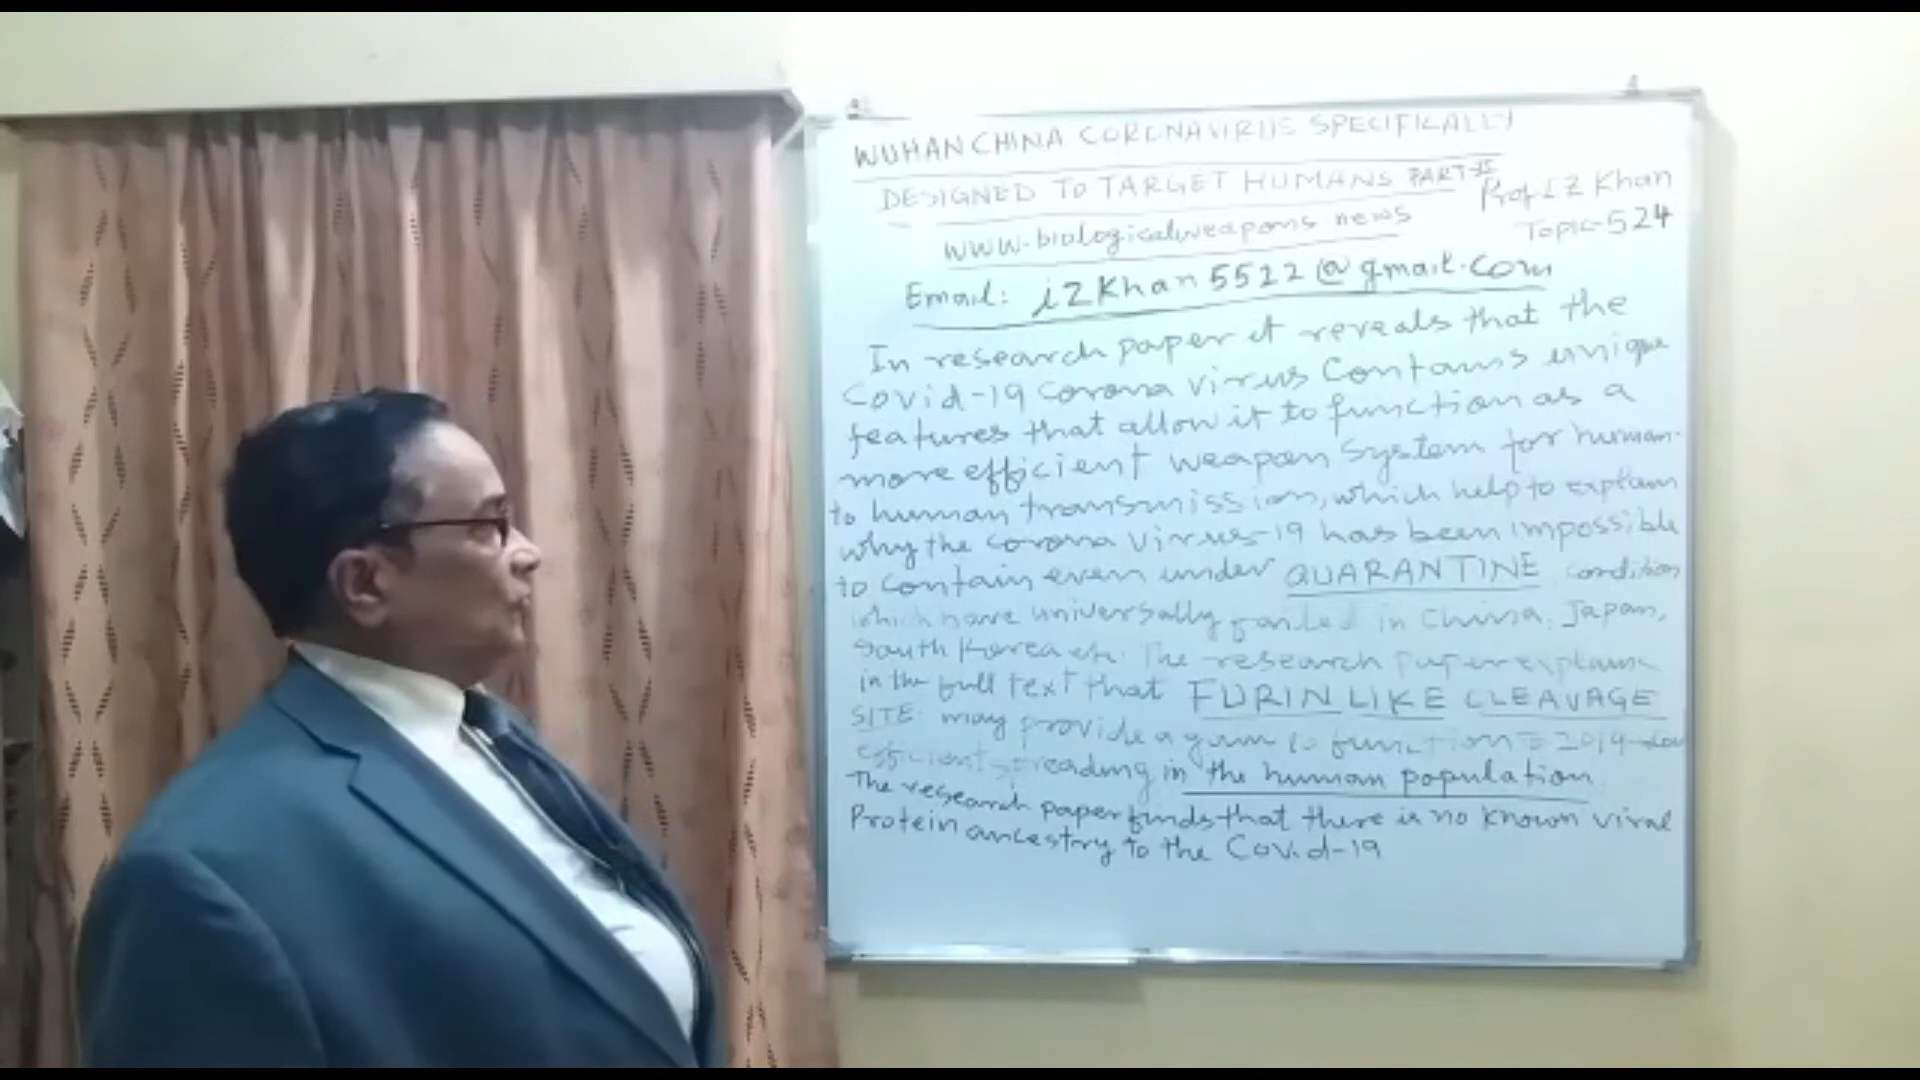 WUHAN CHINA CORONAVIRUS SPECIFICALLY
DESIGNED TO TARGET HUMANS PART-II
Prof I Z Khan
www.biologicalweapons news
Topic-524
Email: iZKhan5522@gmail.com
In research paper it reveals that the
Covid-19 corona virus contains unique
features that allow it to function as a
more efficient weapon system for human-
to human transmission, which help to explain
why the corona virus-19 has been impossible
to contain even under QUARANTINE condition
which have universally failed in China, Japan,
South Korea etc. The research paper explains
in the full text that FURIN LIKE CLEAVAGE
SITE may provide a gain to function 2019
efficient spreading in the human population
The research paper finds that there is no known viral
Protein ancestry to the Covid-19